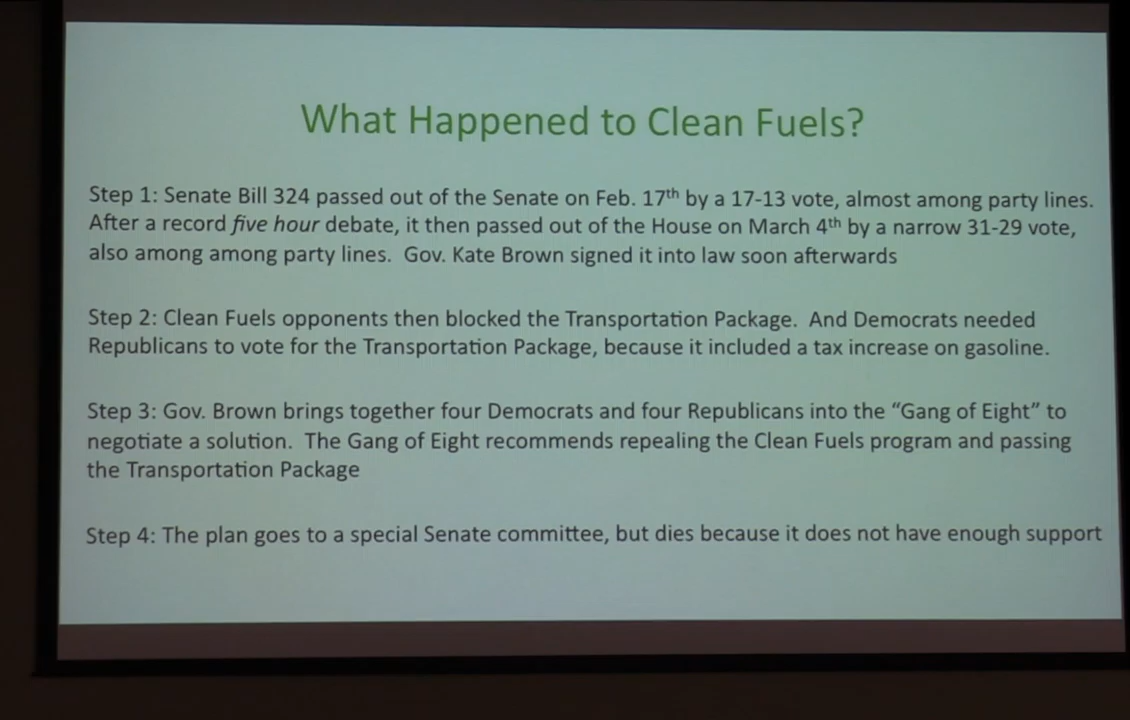 What Happened to Clean Fuels?
Step 1: Senate Bill 324 passed out of the Senate on Feb. 17th by a 17-13 vote, almost among party lines.
After a record five hour debate, it then passed out of the House on March 4th by a narrow 31-29 vote,
also among among party lines. Gov. Kate Brown signed it into law soon afterwards
Step 2: Clean Fuels opponents then blocked the Transportation Package. And Democrats needed
Republicans to vote for the Transportation Package, because it included a tax increase on gasoline.
Step 3: Gov. Brown brings together four Democrats and four Republicans into the “Gang of Eight” to
negotiate a solution. The Gang of Eight recommends repealing the Clean Fuels program and passing
the Transportation Package
Step 4: The plan goes to a special Senate committee, but dies because it does not have enough support